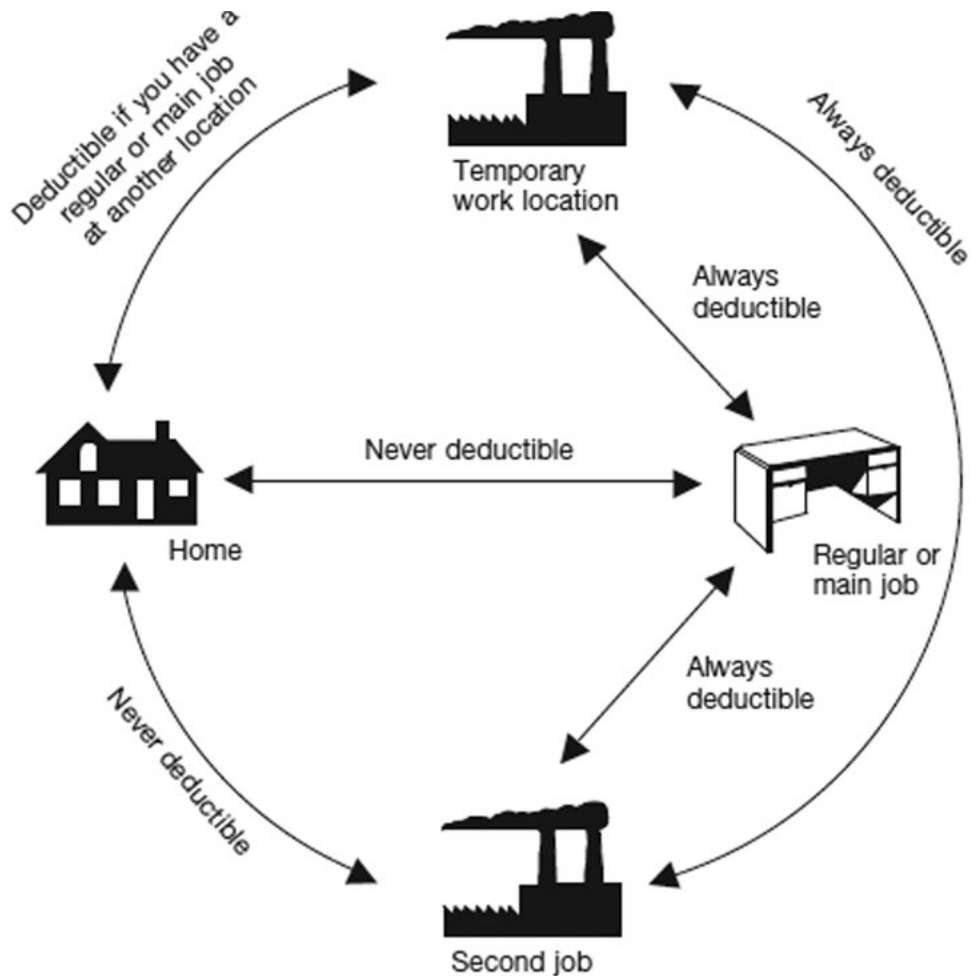 Deductible if you have a
regular or main job
at another location
Temporary
work location
Always deductible
Always
deductible
Never deductible
Home
Regular or
main job
Always
deductible
Never deductible
Second job